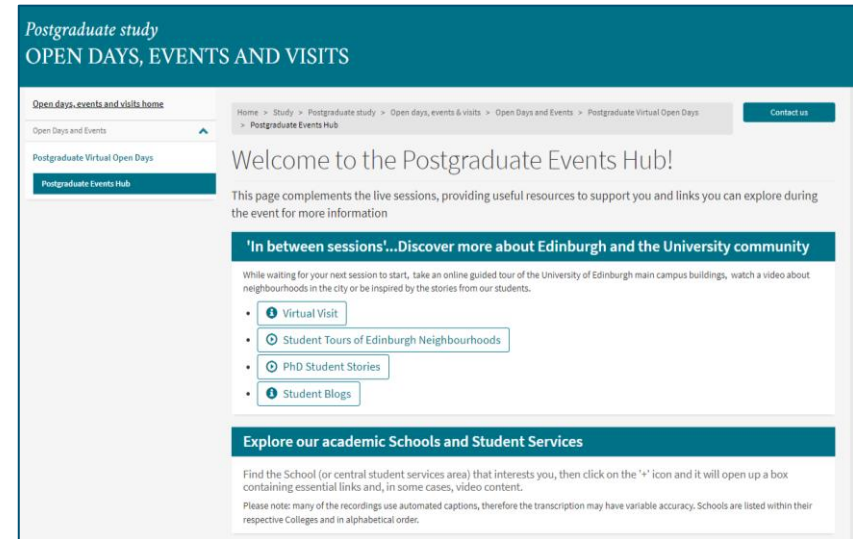 Postgraduate study
OPEN DAYS, EVENTS AND VISITS
Open days, events and visits home
Open Days and Events
Postgraduate Virtual Open Days
Postgraduate Events Hub
Home > Study > Postgraduate study > Open days, events & visits > Open Days and Events > Postgraduate Virtual Open Days
> Postgraduate Events Hub
Contact us
Welcome to the Postgraduate Events Hub!
This page complements the live sessions, providing useful resources to support you and links you can explore during
the event for more information
'In between sessions'...Discover more about Edinburgh and the University community
While waiting for your next session to start, take an online guided tour of the University of Edinburgh main campus buildings, watch a video about
neighbourhoods in the city or be inspired by the stories from our students.
Virtual Visit
Student Tours of Edinburgh Neighbourhoods
PhD Student Stories
Student Blogs
Explore our academic Schools and Student Services
Find the School (or central student services area) that interests you, then click on the '+' icon and it will open up a box
containing essential links and, in some cases, video content.
Please note: many of the recordings use automated captions, therefore the transcription may have variable accuracy. Schools are listed within their
respective Colleges and in alphabetical order.